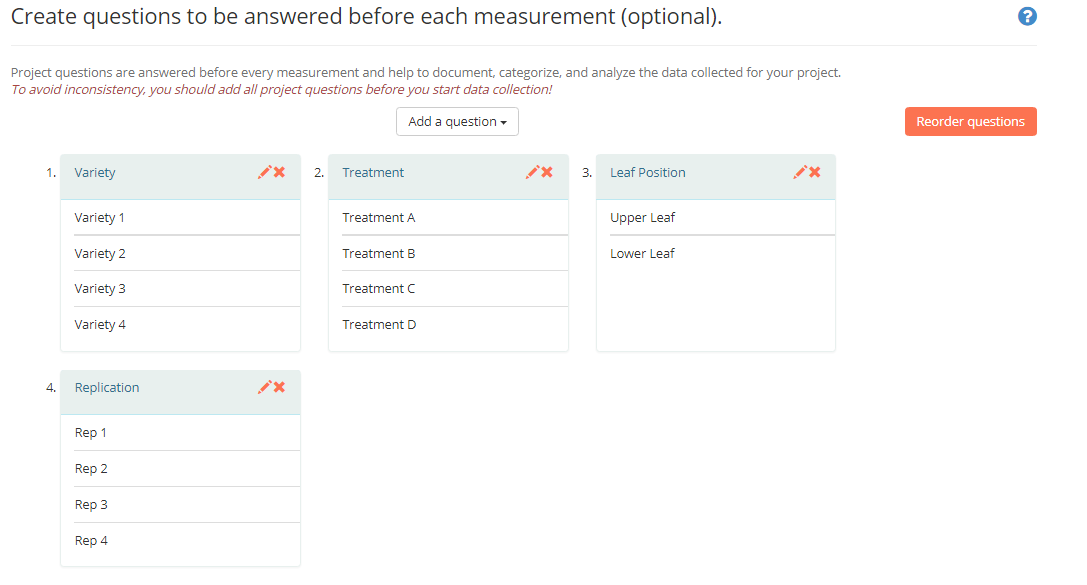 Create questions to be answered before each measurement (optional).
?
Project questions are answered before every measurement and help to document, categorize, and analyze the data collected for your project.
To avoid inconsistency, you should add all project questions before you start data collection!
Add a question
Reorder questions
1. Variety
Variety 1
Variety 2
Variety 3
Variety 4
2. Treatment
Treatment A
Treatment B
Treatment C
Treatment D
3. Leaf Position
Upper Leaf
Lower Leaf
4. Replication
Rep 1
Rep 2
Rep 3
Rep 4